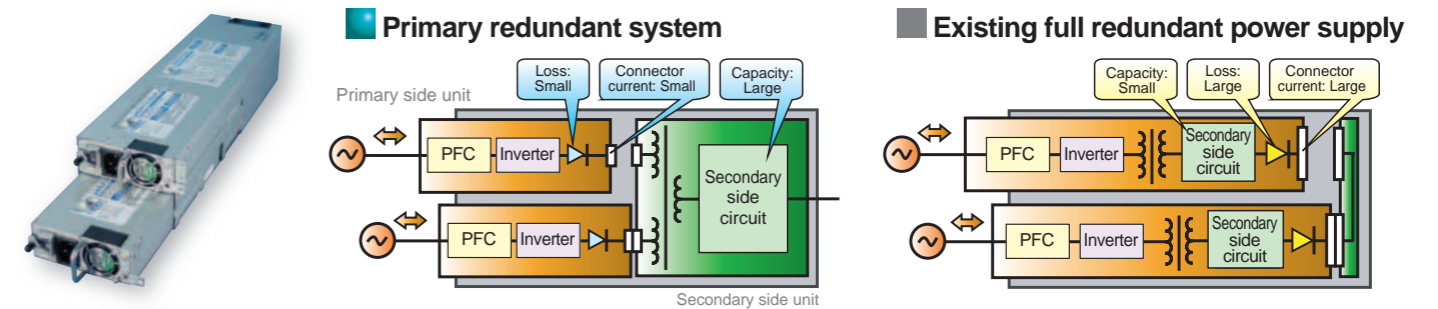 Primary redundant system
Loss:
Small
Connector
current: Small
Capacity:
Large
Primary side unit
PFC
Inverter
Secondary
side
circuit
PFC
Inverter
Secondary side unit
Existing full redundant power supply
Capacity:
Small
Loss:
Large
Connector
current: Large
PFC
Inverter
Secondary
side
circuit
PFC
Inverter
Secondary
side
circuit